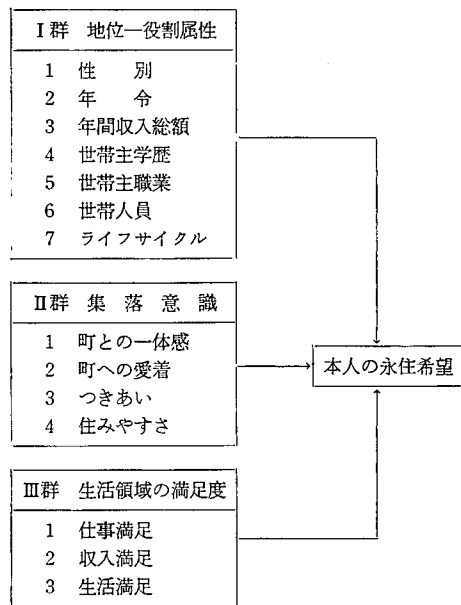 Ⅰ群 地位―役割属性
1 性別
2 年令
3 年間収入総額
4 世帯主学歴
5 世帯主職業
6 世帯人員
7 ライフサイクル
Ⅱ群 集落意識
1 町との一体感
2 町への愛着
3 つきあい
4 住みやすさ
本人の永住希望
Ⅲ群 生活領域の満足度
1 仕事満足
2 収入満足
3 生活満足